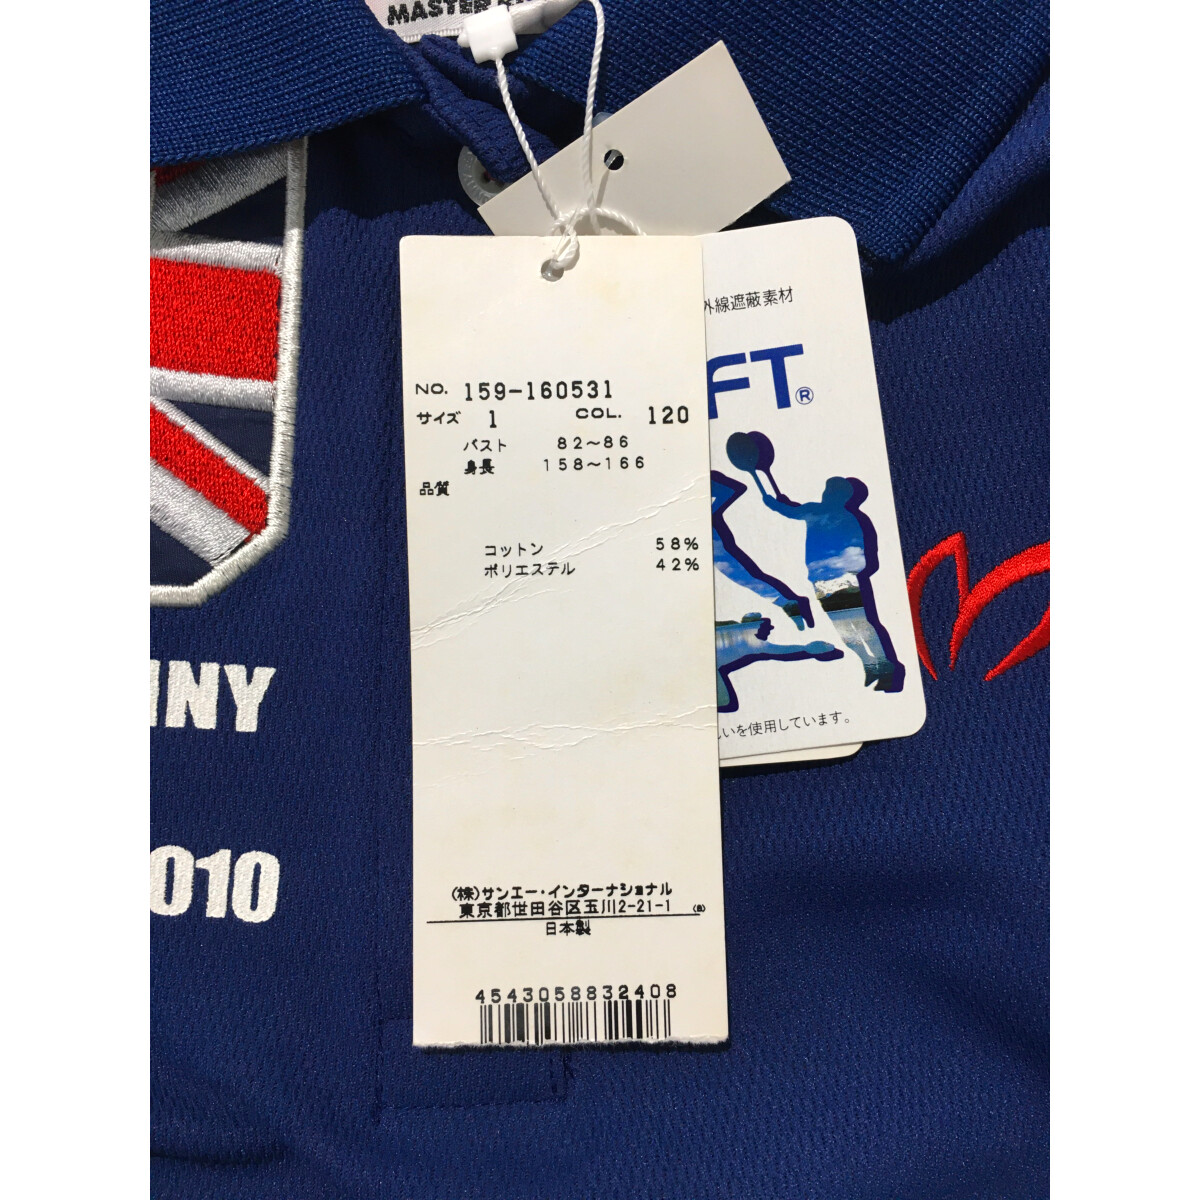 MASTER
外線遮蔽素材
FT®
NO. 159-160531
サイズ 1 COL. 120
バスト 82～86
身長 158～166
品質
コットン 58%
ポリエステル 42%
いを使用しています。
INY
010
(株)サンエー・インターナショナル
東京都世田谷区玉川2-21-1
日本製
4543058832408